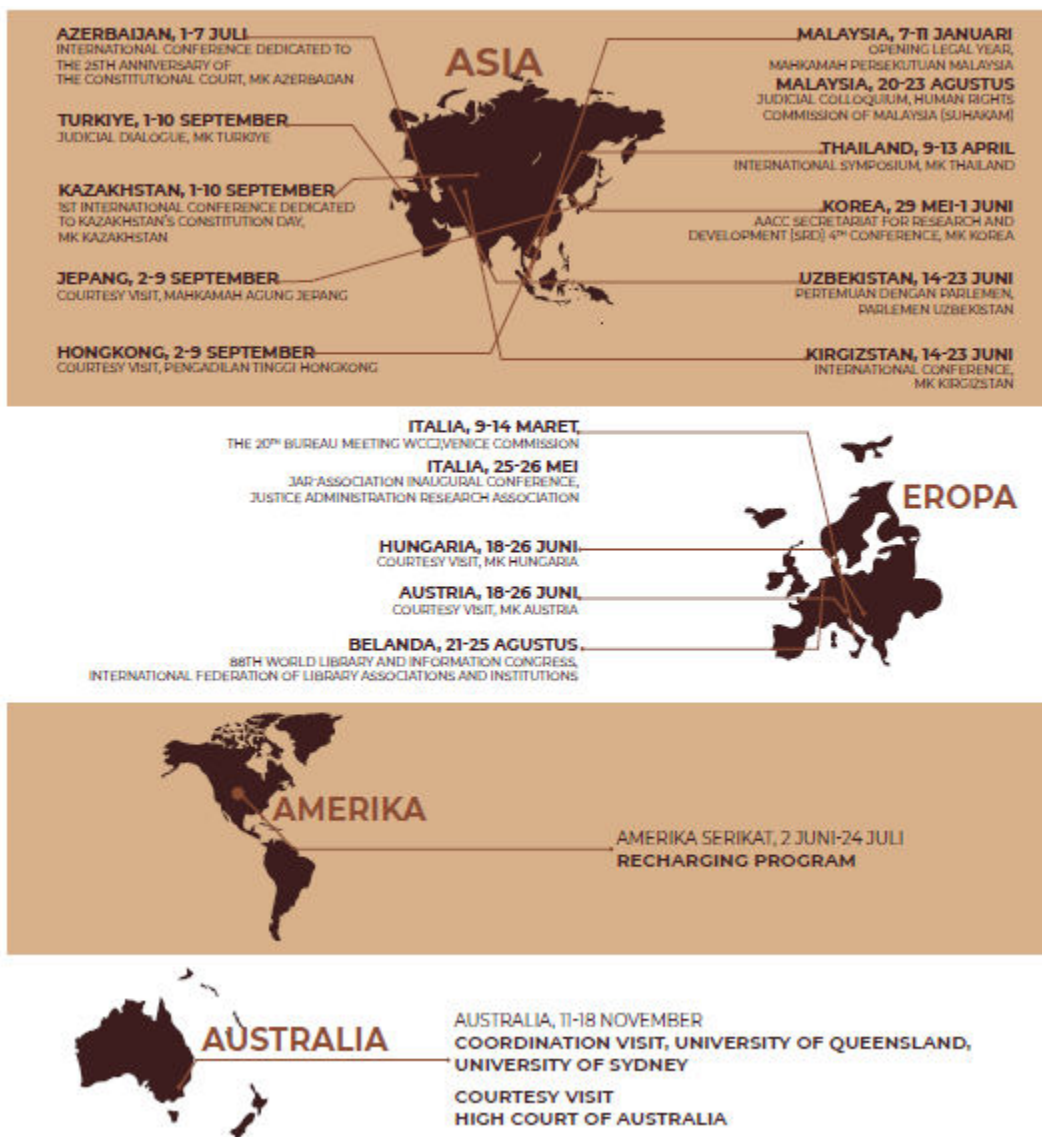 ASIA
AZERBAIJAN, 1-7 JULI
INTERNATIONAL CONFERENCE DEDICATED TO
THE 25TH ANNIVERSARY OF
THE CONSTITUTIONAL COURT, MK AZERBAIJAN
TURKIYE, 1-10 SEPTEMBER
JUDICIAL DIALOGUE, MK TURKIYE
KAZAKHSTAN, 1-10 SEPTEMBER
1ST INTERNATIONAL CONFERENCE DEDICATED
TO KAZAKHSTAN'S CONSTITUTION DAY,
MK KAZAKHSTAN
JEPANG, 2-9 SEPTEMBER
COURTESY VISIT, MAHKAMAH AGUNG JEPANG
HONGKONG, 2-9 SEPTEMBER
COURTESY VISIT, PENGADILAN TINGGI HONGKONG
MALAYSIA, 7-11 JANUARI
OPENING LEGAL YEAR,
MAHKAMAH PERSEKUTUAN MALAYSIA
MALAYSIA, 20-23 AGUSTUS
JUDICIAL COLLOQUIUM, HUMAN RIGHTS
COMMISSION OF MALAYSIA (SUHAKAM)
THAILAND, 9-13 APRIL
INTERNATIONAL SYMPOSIUM, MK THAILAND
KOREA, 29 MEI-1 JUNI
AACC SECRETARIAT FOR RESEARCH AND
DEVELOPMENT (SRD) 4TH CONFERENCE, MK KOREA
UZBEKISTAN, 14-23 JUNI
PERTEMUAN DENGAN PARLEMEN,
PARLEMEN UZBEKISTAN
KIRGIZSTAN, 14-23 JUNI
INTERNATIONAL CONFERENCE,
MK KIRGIZSTAN
EROPA
ITALIA, 9-14 MARET,
THE 20TH BUREAU MEETING WCCJ,VENICE COMMISSION
ITALIA, 25-26 MEI
JAR-ASSOCIATION INAUGURAL CONFERENCE,
JUSTICE ADMINISTRATION RESEARCH ASSOCIATION
HUNGARIA, 18-26 JUNI
COURTESY VISIT, MK HUNGARIA
AUSTRIA, 18-26 JUNI
COURTESY VISIT, MK AUSTRIA
BELANDA, 21-25 AGUSTUS
88TH WORLD LIBRARY AND INFORMATION CONGRESS,
INTERNATIONAL FEDERATION OF LIBRARY ASSOCIATIONS AND INSTITUTIONS
AMERIKA
AMERIKA SERIKAT, 2 JUNI-24 JULI
RECHARGING PROGRAM
AUSTRALIA
AUSTRALIA, 11-18 NOVEMBER
COORDINATION VISIT, UNIVERSITY OF QUEENSLAND,
UNIVERSITY OF SYDNEY
COURTESY VISIT
HIGH COURT OF AUSTRALIA